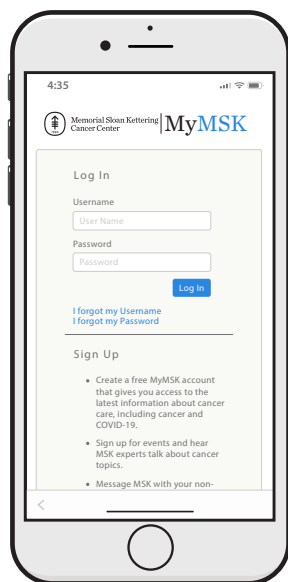 4:35
Memorial Sloan Kettering
Cancer Center
MyMSK
Log In
Username
User Name
Password
Password
Log In
I forgot my Username
I forgot my Password
Sign Up
• Create a free MyMSK account
that gives you access to the
latest information about cancer
care, including cancer and
COVID-19.
• Sign up for events and hear
MSK experts talk about cancer
topics.
• Message MSK with your non-